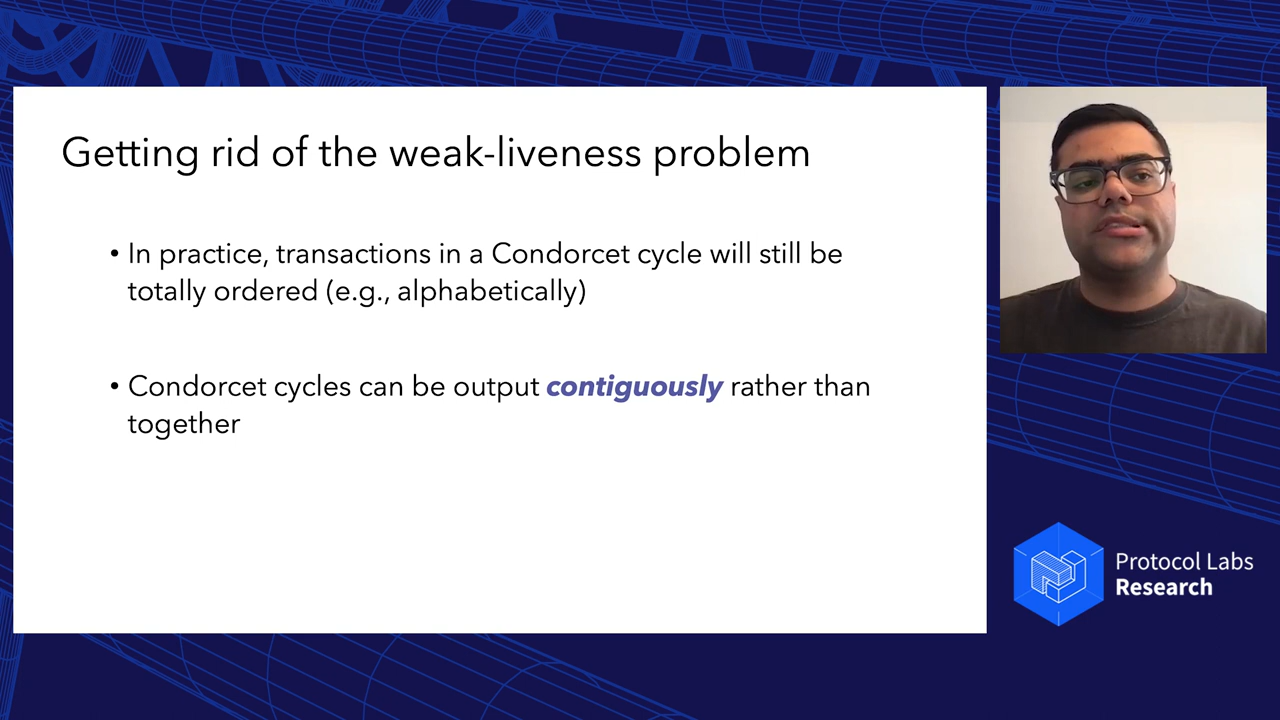 Getting rid of the weak-liveness problem
• In practice, transactions in a Condorcet cycle will still be
totally ordered (e.g., alphabetically)
• Condorcet cycles can be output contiguously rather than
together
Protocol Labs
Research